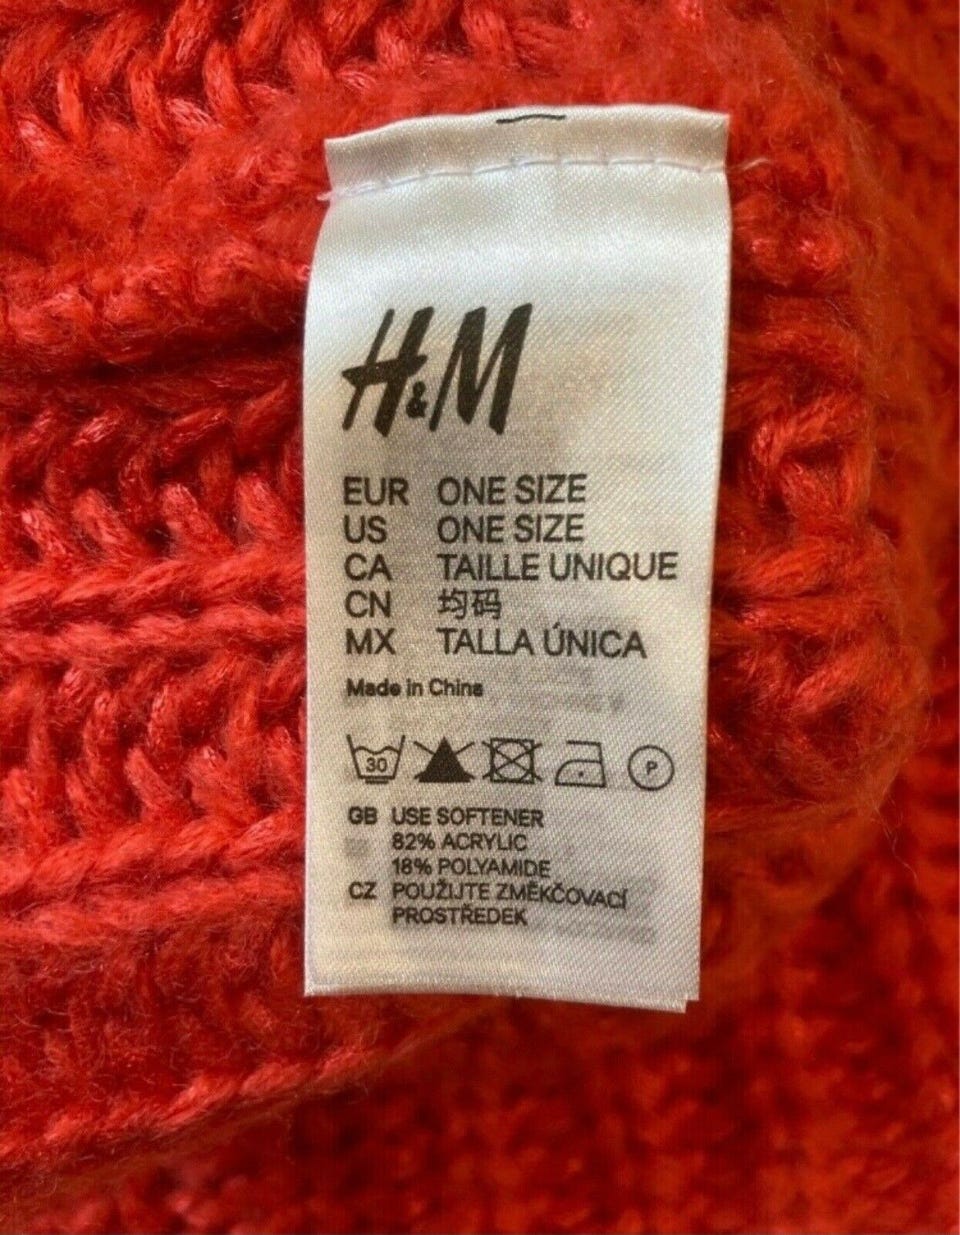 H&M
EUR ONE SIZE
US ONE SIZE
CA TAILLE UNIQUE
CN 均码
MX TALLA ÚNICA
Made in China
30 P
GB USE SOFTENER
82% ACRYLIC
18% POLYAMIDE
CZ POUŽIJTE ZMĚKČOVACÍ
PROSTŘEDEK